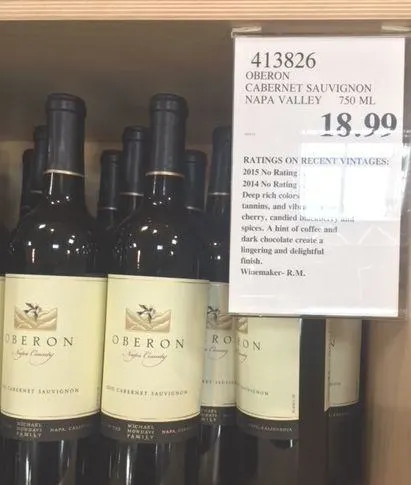 413826
OBERON
CABERNET SAUVIGNON
NAPA VALLEY 750 ML
18.99
RATINGS ON RECENT VINTAGES:
2015 No Rating
2014 No Rating
Deep rich colors
tannins, and
cherry, candied blackberry and
spices. A hint of coffee and
dark chocolate create a
lingering and delightful
finish.
Winemaker- R.M.
OBERON
Napa County
CABERNET SAUVIGNON
MICHAEL
MONDAVI
FAMILY
NAPA, CALIFORNIA
OBERON
Napa County
CABERNET SAUVIGNON
MICHAEL
MONDAVI
FAMILY